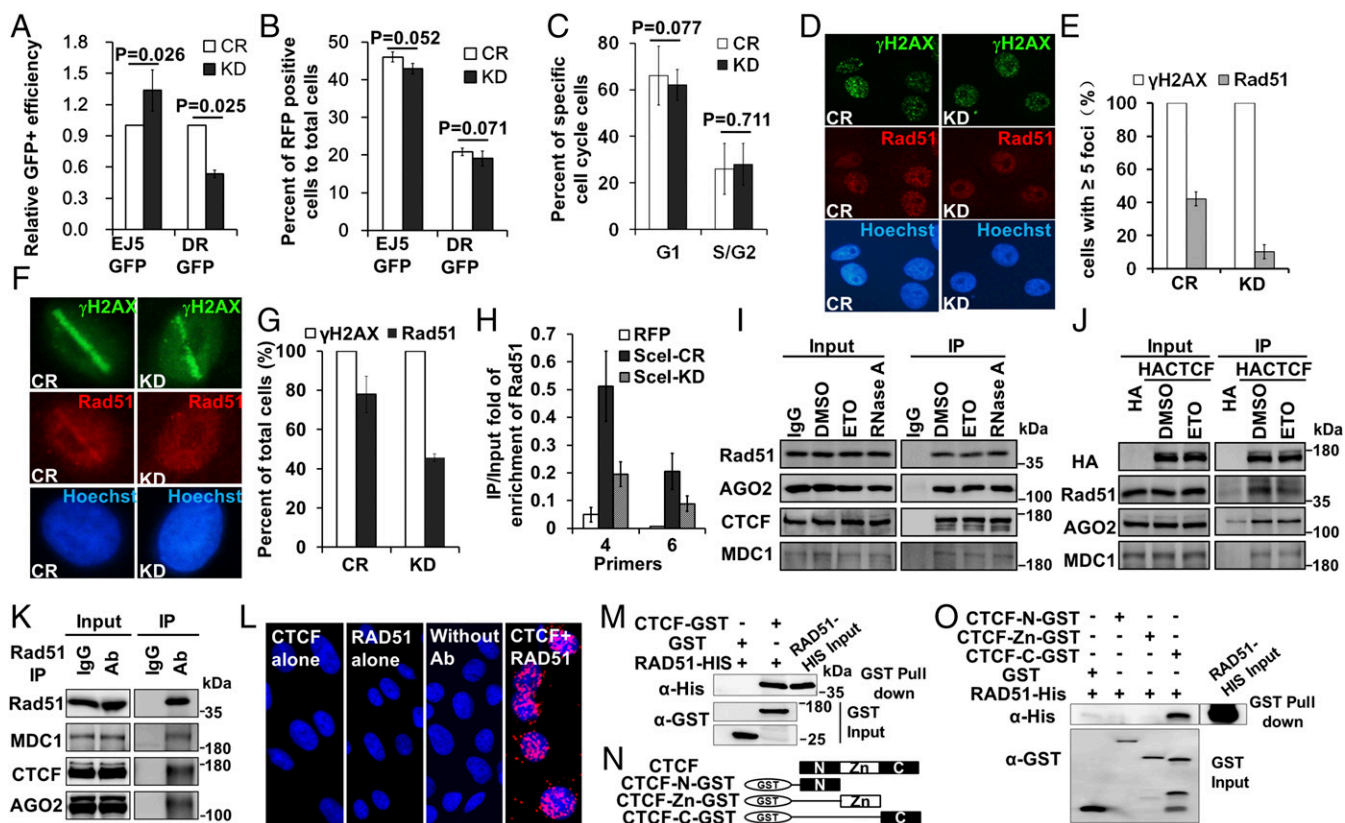 A
Relative GFP+ efficiency
1.8
1.5
1.2
0.9
0.6
0.3
0.0
P=0.026
P=0.025
CR
KD
EJ5 GFP
DR GFP
B
Percent of RFP positive cells to total cells
60
50
40
30
20
10
0
P=0.052
P=0.071
CR
KD
EJ5 GFP
DR GFP
C
Percent of specific cell cycle cells
80
60
40
20
0
P=0.077
P=0.711
CR
KD
G1
S/G2
D
γH2AX
γH2AX
CR
KD
Rad51
Rad51
CR
KD
Hoechst
Hoechst
CR
KD
E
γH2AX
Rad51
cells with ≥ 5 foci (%)
100
80
60
40
20
0
CR
KD
F
γH2AX
γH2AX
CR
KD
Rad51
Rad51
CR
KD
Hoechst
Hoechst
CR
KD
G
γH2AX
Rad51
Percent of total cells (%)
100
80
60
40
20
0
CR
KD
H
IP/Input fold of enrichment of Rad51
0.7
0.6
0.5
0.4
0.3
0.2
0.1
0
RFP
SceI-CR
SceI-KD
4
6
Primers
I
Input
IP
IgG
DMSO
ETO
RNase A
IgG
DMSO
ETO
RNase A
kDa
Rad51
-35
AGO2
-100
CTCF
-180
MDC1
-180
J
Input
IP
HACTCF
HACTCF
HA
DMSO
ETO
HA
DMSO
ETO
kDa
HA
-180
Rad51
-35
AGO2
-100
MDC1
-180
K
Input
IP
Rad51 IP
IgG
Ab
IgG
Ab
kDa
Rad51
35
MDC1
-180
CTCF
-180
AGO2
-100
L
CTCF alone
RAD51 alone
Without Ab
CTCF+ RAD51
M
CTCF-GST - +
GST + -
RAD51-HIS + +
RAD51-HIS Input
kDa
α-His
-35
GST Pull down
α-GST
180
-25
GST Input
N
CTCF
N
Zn
C
CTCF-N-GST
GST
N
CTCF-Zn-GST
GST
Zn
CTCF-C-GST
GST
C
O
CTCF-N-GST - + - -
CTCF-Zn-GST - - + -
CTCF-C-GST - - - +
GST + - - -
RAD51-His + + + +
RAD51-HIS Input
α-His
GST Pull down
α-GST
GST Input